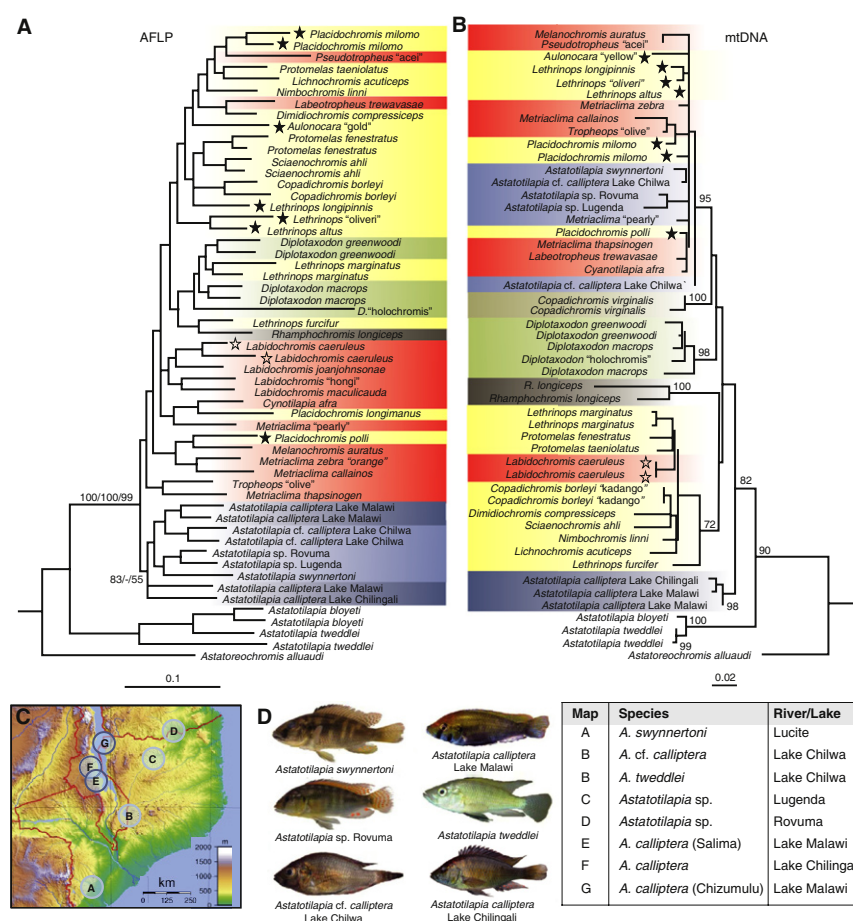 A
AFLP
Placidochromis milomo
Placidochromis milomo
Pseudotropheus "acei"
Protomelas taeniolatus
Lichnochromis acuticeps
Nimbochromis linni
Labeotropheus trewavasae
Dimidiochromis compressiceps
Aulonocara "gold"
Protomelas fenestratus
Protomelas fenestratus
Sciaenochromis ahli
Sciaenochromis ahli
Copadichromis borleyi
Copadichromis borleyi
Lethrinops longipinnis
Lethrinops "oliveri"
Lethrinops altus
Diplotaxodon greenwoodi
Diplotaxodon greenwoodi
Lethrinops marginatus
Lethrinops marginatus
Diplotaxodon macrops
Diplotaxodon macrops
D."holochromis"
Lethrinops furcifur
Rhamphochromis longiceps
Labidochromis caeruleus
Labidochromis caeruleus
Labidochromis joanjohnsonae
Labidochromis "hongi"
Labidochromis maculicauda
Cynotilapia afra
Placidochromis longimanus
Metriaclima "pearly"
Placidochromis polli
Melanochromis auratus
Metriaclima zebra "orange"
Metriaclima callainos
Tropheops "olive"
Metriaclima thapsinogen
100/100/99
Astatotilapia calliptera Lake Malawi
Astatotilapia calliptera Lake Malawi
Astatotilapia cf. calliptera Lake Chilwa
Astatotilapia cf. calliptera Lake Chilwa
Astatotilapia sp. Rovuma
Astatotilapia sp. Lugenda
Astatotilapia swynnertoni
83/-/55
Astatotilapia calliptera Lake Malawi
Astatotilapia calliptera Lake Chilingali
Astatotilapia bloyeti
Astatotilapia bloyeti
Astatotilapia tweddlei
Astatotilapia tweddlei
Astatoreochromis alluaudi
0.1
B
mtDNA
Melanochromis auratus
Pseudotropheus "acei"
Aulonocara "yellow"
Lethrinops longipinnis
Lethrinops "oliveri"
Lethrinops altus
Metriaclima zebra
Metriaclima callainos
Tropheops "olive"
Placidochromis milomo
Placidochromis milomo
Astatotilapia swynnertoni
Astatotilapia cf. calliptera Lake Chilwa
Astatotilapia sp. Rovuma
Astatotilapia sp. Lugenda
Metriaclima "pearly"
95
Placidochromis polli
Metriaclima thapsinogen
Labeotropheus trewavasae
Cynotilapia afra
Astatotilapia cf. calliptera Lake Chilwa
Copadichromis virginalis
Copadichromis virginalis
100
Diplotaxodon greenwoodi
Diplotaxodon greenwoodi
Diplotaxodon macrops
Diplotaxodon "holochromis"
Diplotaxodon macrops
98
R. longiceps
Rhamphochromis longiceps
100
Lethrinops marginatus
Lethrinops marginatus
Protomelas fenestratus
Protomelas taeniolatus
Labidochromis caeruleus
Labidochromis caeruleus
82
Copadichromis borleyi "kadango"
Copadichromis borleyi "kadango"
Dimidiochromis compressiceps
Sciaenochromis ahli
72
Nimbochromis linni
Lichnochromis acuticeps
90
Lethrinops furcifer
Astatotilapia calliptera Lake Chilingali
Astatotilapia calliptera Lake Malawi
Astatotilapia calliptera Lake Malawi
98
Astatotilapia bloyeti
100
Astatotilapia tweddlei
Astatotilapia tweddlei
99
Astatoreochromis alluaudi
0.02
C
D
G
C
F
E
B
A
m
2000
1500
1000
500
0
km
0 250 500
D
Astatotilapia swynnertoni
Astatotilapia calliptera
Lake Malawi
Astatotilapia sp. Rovuma
Astatotilapia tweddlei
Astatotilapia cf. calliptera
Lake Chilwa
Astatotilapia calliptera
Lake Chilingali
Map Species River/Lake
A A. swynnertoni Lucite
B A. cf. calliptera Lake Chilwa
B A. tweddlei Lake Chilwa
C Astatotilapia sp. Lugenda
D Astatotilapia sp. Rovuma
E A. calliptera (Salima) Lake Malawi
F A. calliptera Lake Chilinga
G A. calliptera (Chizumulu) Lake Malawi